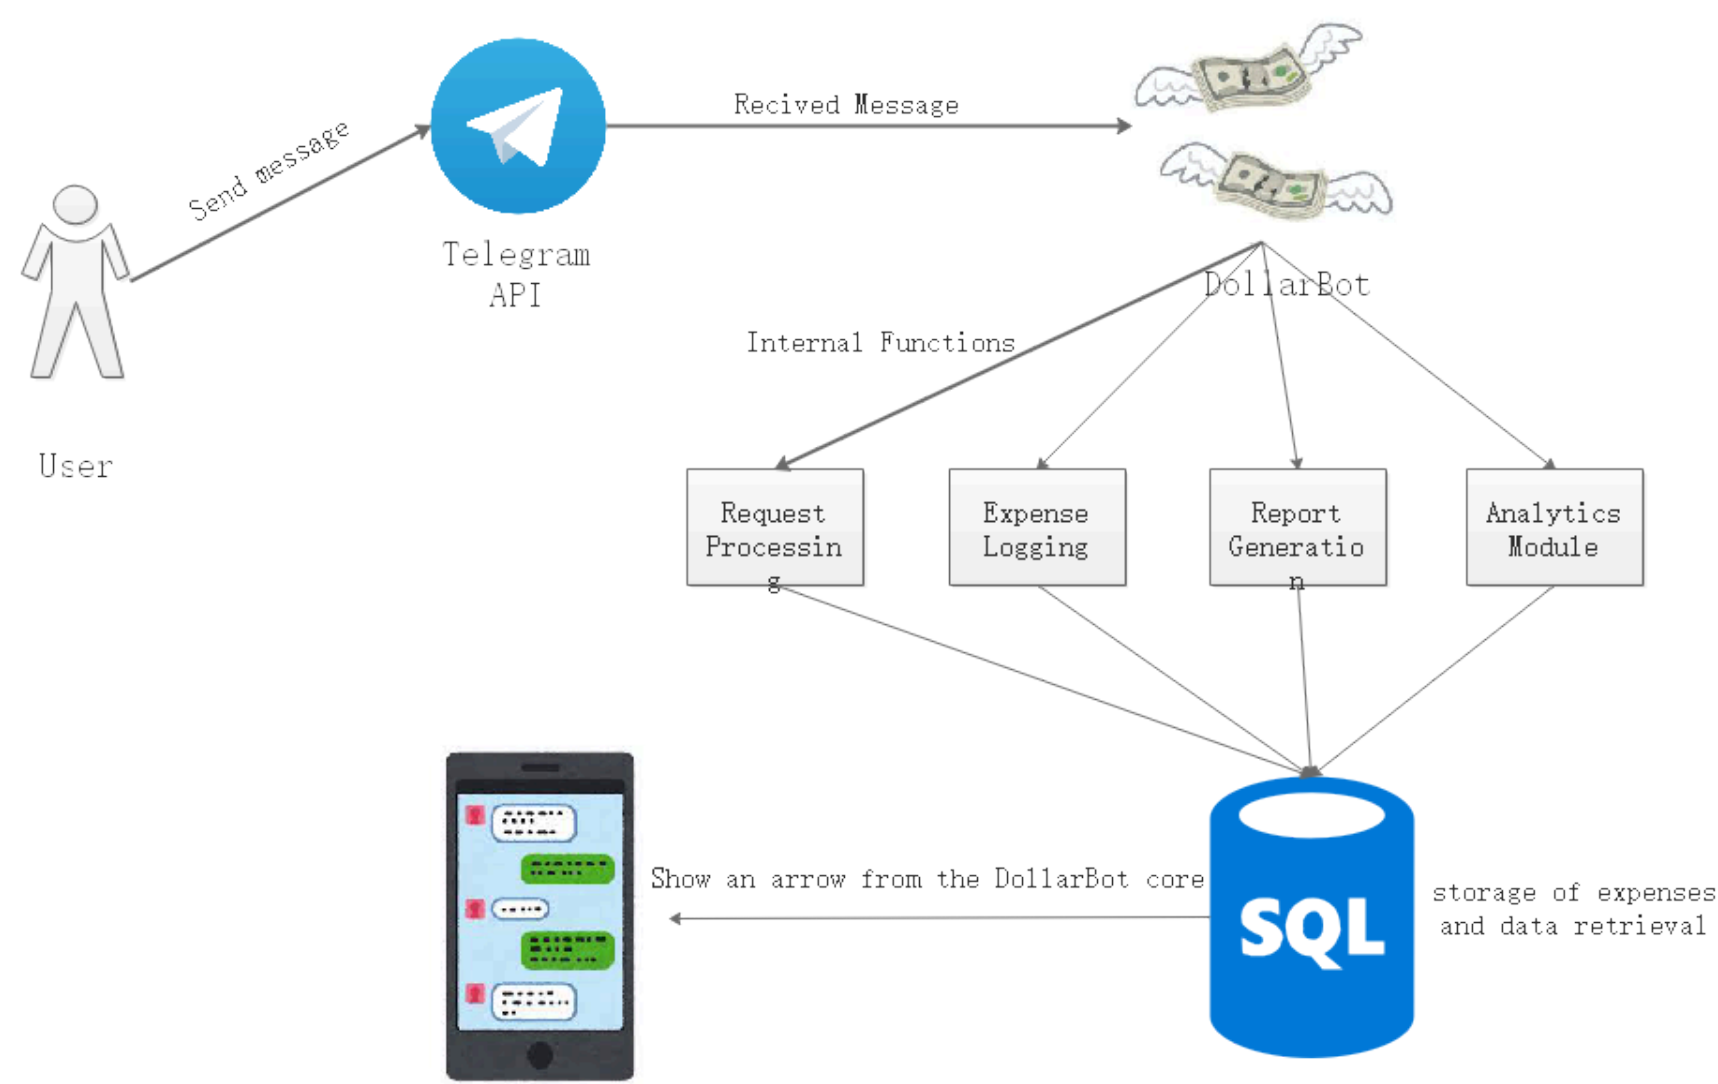 Send message
Recived Message
Telegram
API
DollarBot
Internal Functions
User
Request
Processin
g
Expense
Logging
Report
Generatio
n
Analytics
Module
Show an arrow from the DollarBot core
SQL
storage of expenses
and data retrieval